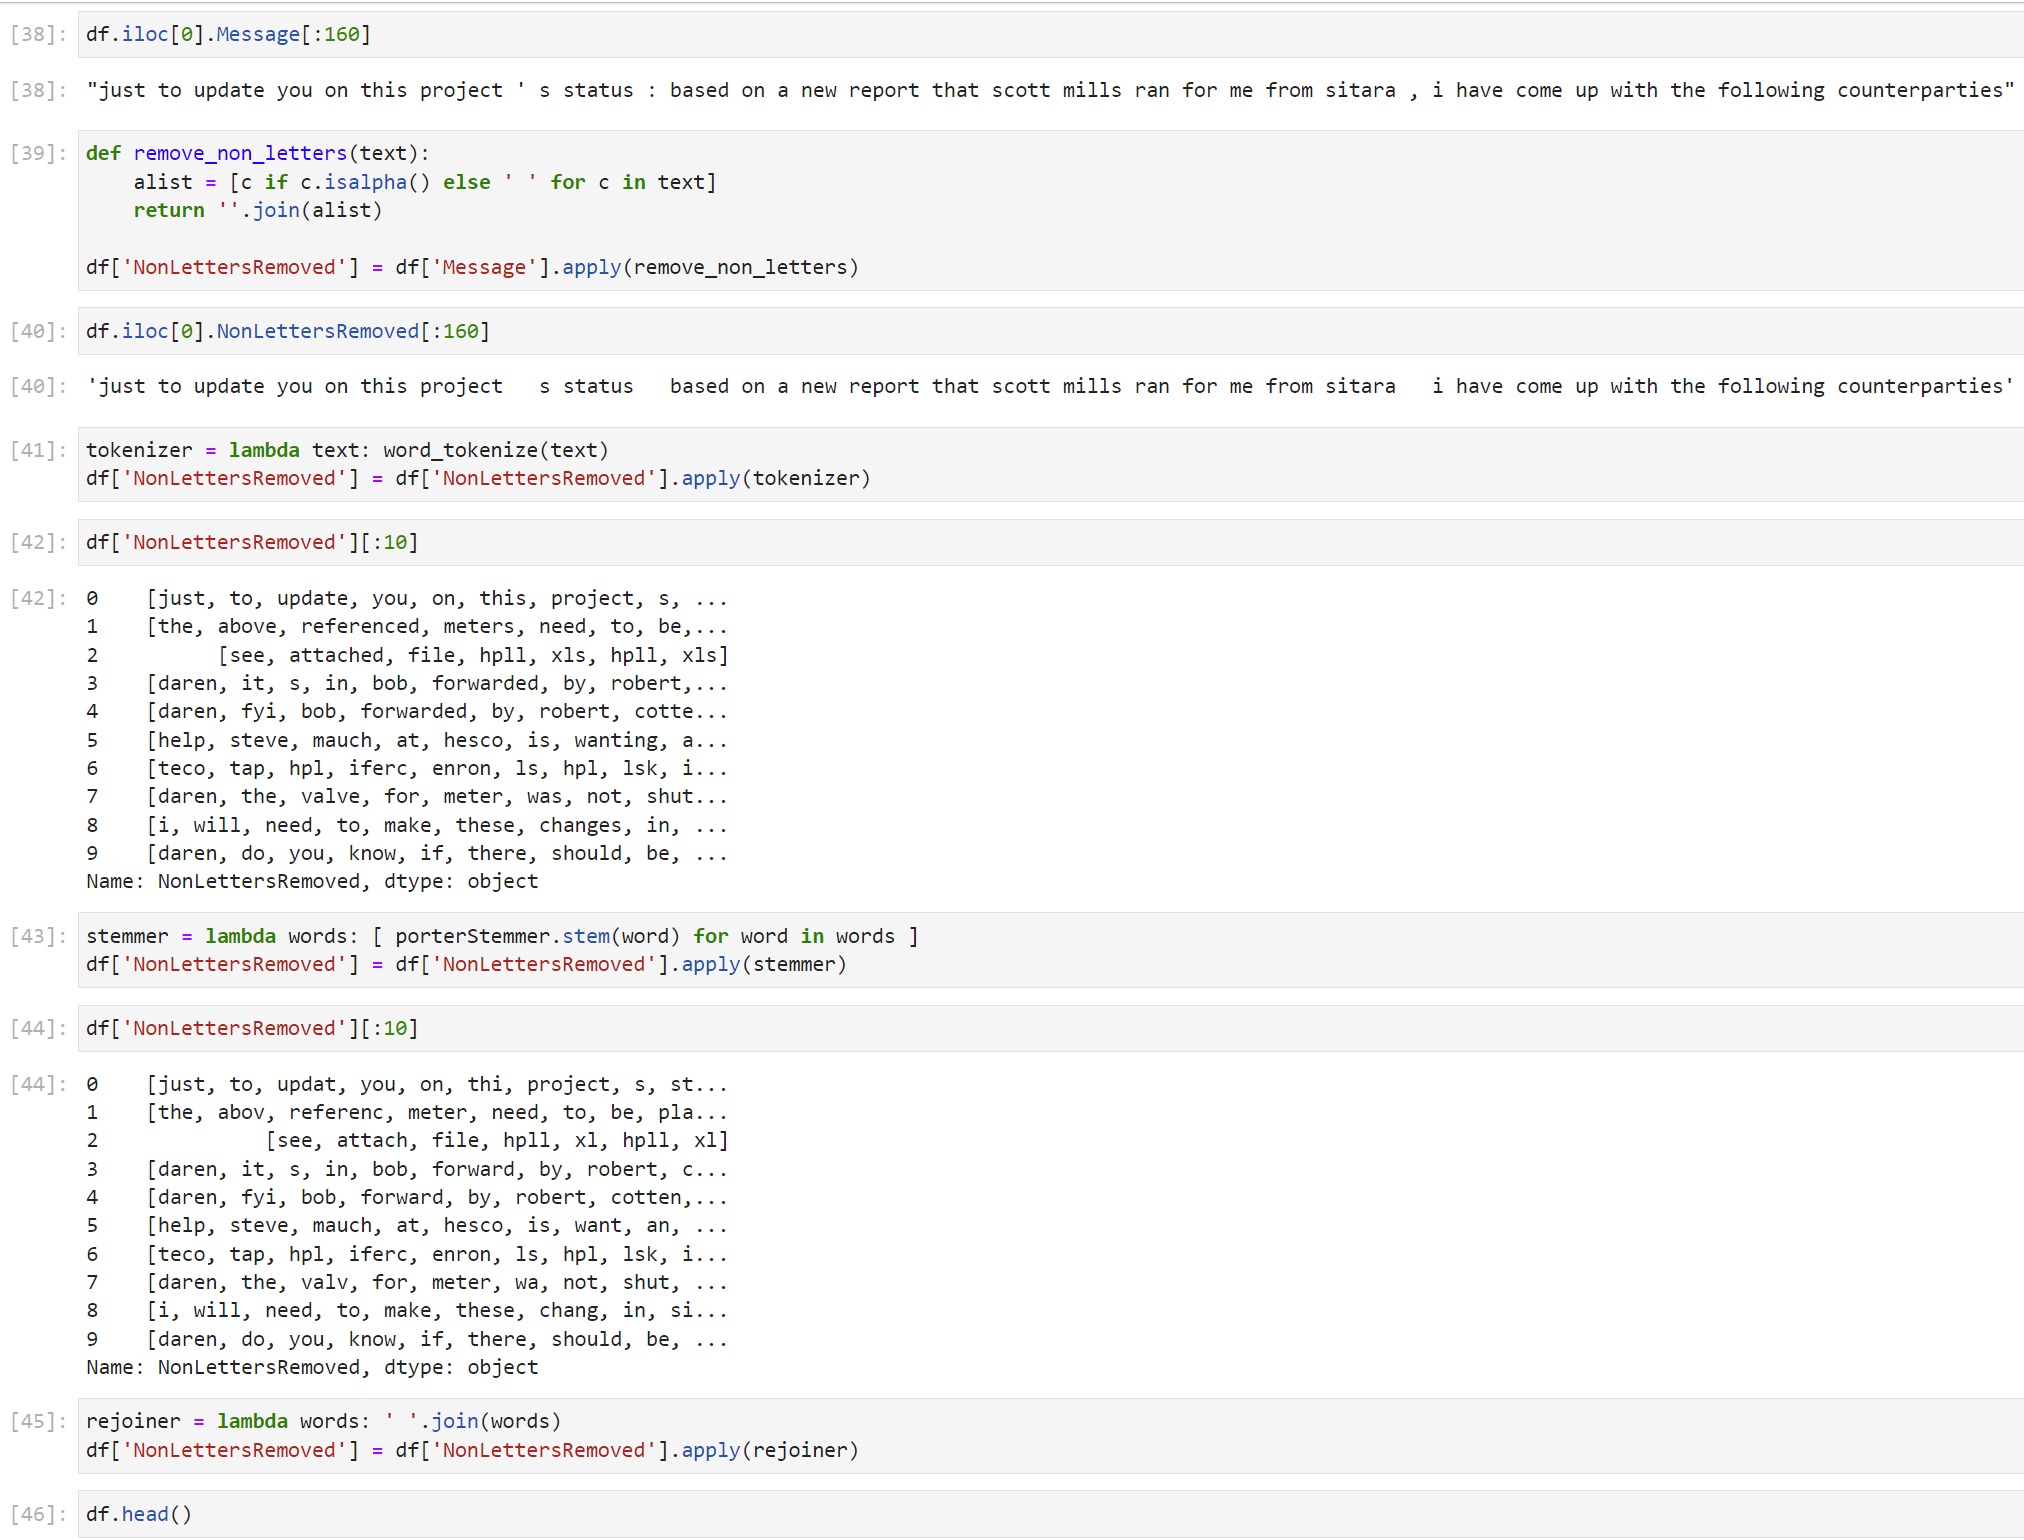 [38]: df.iloc[0].Message[:160]
[38]: "just to update you on this project ' s status : based on a new report that scott mills ran for me from sitara , i have come up with the following counterparties"
[39]: def remove_non_letters(text):
    alist = [c if c.isalpha() else ' ' for c in text]
    return ''.join(alist)
df['NonLettersRemoved'] = df['Message'].apply(remove_non_letters)
[40]: df.iloc[0].NonLettersRemoved[:160]
[40]: 'just to update you on this project   s status   based on a new report that scott mills ran for me from sitara   i have come up with the following counterparties'
[41]: tokenizer = lambda text: word_tokenize(text)
df['NonLettersRemoved'] = df['NonLettersRemoved'].apply(tokenizer)
[42]: df['NonLettersRemoved'][:10]
[42]: 0    [just, to, update, you, on, this, project, s, ...
1    [the, above, referenced, meters, need, to, be,...
2          [see, attached, file, hpll, xls, hpll, xls]
3    [daren, it, s, in, bob, forwarded, by, robert,...
4    [daren, fyi, bob, forwarded, by, robert, cotte...
5    [help, steve, mauch, at, hesco, is, wanting, a...
6    [teco, tap, hpl, iferc, enron, ls, hpl, lsk, i...
7    [daren, the, valve, for, meter, was, not, shut...
8    [i, will, need, to, make, these, changes, in, ...
9    [daren, do, you, know, if, there, should, be, ...
Name: NonLettersRemoved, dtype: object
[43]: stemmer = lambda words: [ porterStemmer.stem(word) for word in words ]
df['NonLettersRemoved'] = df['NonLettersRemoved'].apply(stemmer)
[44]: df['NonLettersRemoved'][:10]
[44]: 0    [just, to, updat, you, on, thi, project, s, st...
1    [the, abov, referenc, meter, need, to, be, pla...
2              [see, attach, file, hpll, xl, hpll, xl]
3    [daren, it, s, in, bob, forward, by, robert, c...
4    [daren, fyi, bob, forward, by, robert, cotten,...
5    [help, steve, mauch, at, hesco, is, want, an, ...
6    [teco, tap, hpl, iferc, enron, ls, hpl, lsk, i...
7    [daren, the, valv, for, meter, wa, not, shut, ...
8    [i, will, need, to, make, these, chang, in, si...
9    [daren, do, you, know, if, there, should, be, ...
Name: NonLettersRemoved, dtype: object
[45]: rejoiner = lambda words: ' '.join(words)
df['NonLettersRemoved'] = df['NonLettersRemoved'].apply(rejoiner)
[46]: df.head()